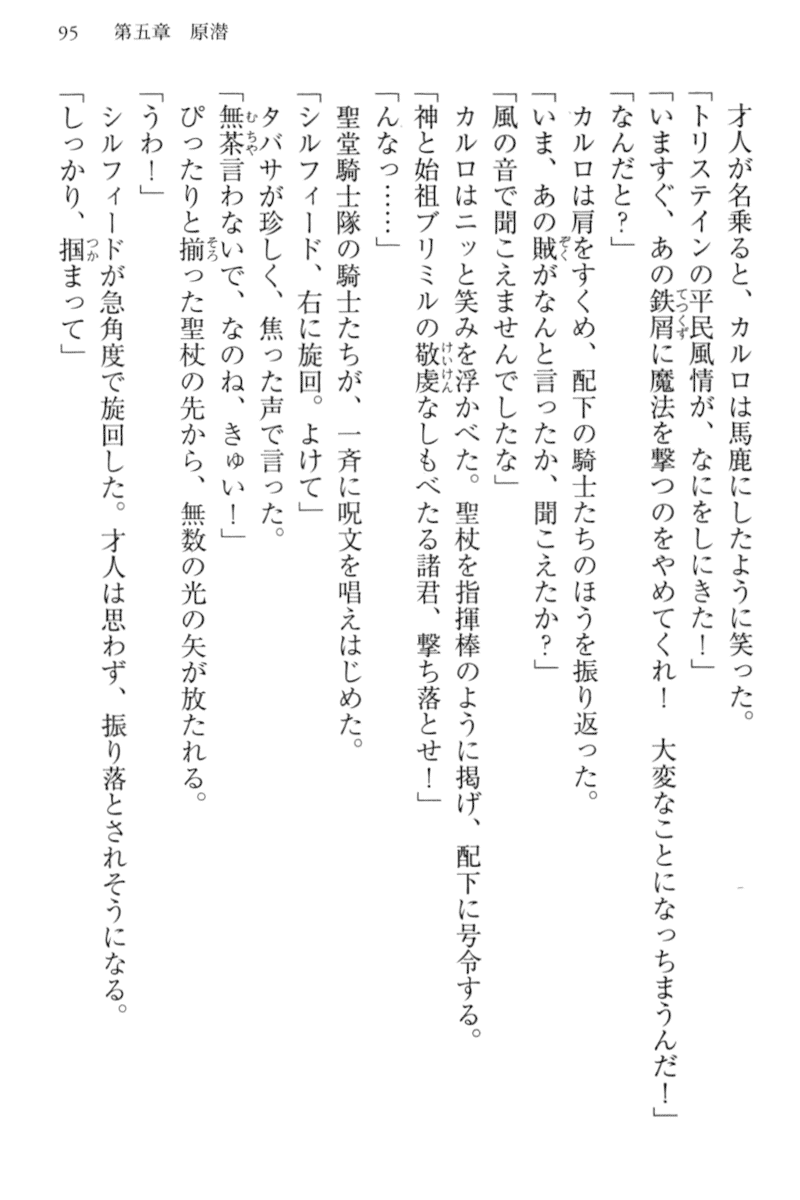 95　第五章　原潜
才人が名乗ると、カルロは馬鹿にしたように笑った。
「トリステインの平民風情が、なにをしにきた！」
「いますぐ、あの鉄屑に魔法を撃つのをやめてくれ！　大変なことになっちまうんだ！」
「なんだと？」
カルロは肩をすくめ、配下の騎士たちのほうを振り返った。
「いま、あの賊がなんと言ったか、聞こえたか？」
「風の音で聞こえませんでしたな」
カルロはニッと笑みを浮かべた。聖杖を指揮棒のように掲げ、配下に号令する。
「神と始祖ブリミルの敬虔なしもべたる諸君、撃ち落とせ！」
「んなっ……」
聖堂騎士隊の騎士たちが、一斉に呪文を唱えはじめた。
「シルフィード、右に旋回。よけて」
タバサが珍しく、焦った声で言った。
「無茶言わないで、なのね、きゅい！」
ぴったりと揃った聖杖の先から、無数の光の矢が放たれる。
「うわ！」
シルフィードが急角度で旋回した。才人は思わず、振り落とされそうになる。
「しっかり、掴まって」